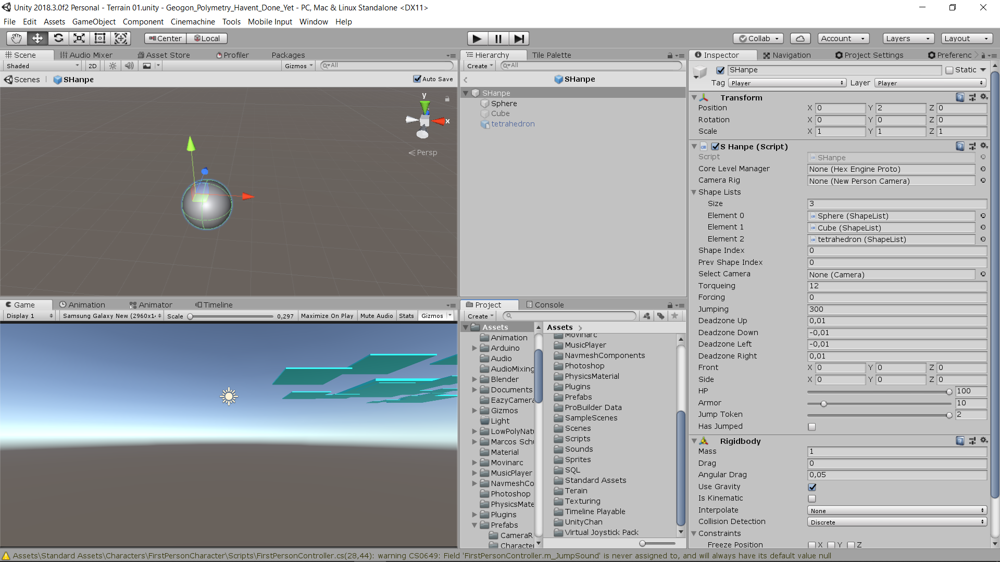 Unity 2018.3.0f2 Personal - Terrain 01.unity - Geogon_Polymetry_Havent_Done_Yet - PC, Mac & Linux Standalone <DX11>
File Edit Assets GameObject Component Cinemachine Tools Mobile Input Window Help
Center Local Collab Account Layers Layout
Scene Audio Mixer Asset Store Profiler Packages
Shaded 2D Gizmos All
Scenes SHanpe Auto Save
y
x
Persp
Hierarchy Tile Palette
Create All
SHanpe
SHanpe
Sphere
Cube
tetrahedron
Game Animation Animator Timeline
Display 1 Samsung Galaxy New (2960x1 Scale 0,297 Maximize On Play Mute Audio Stats Gizmos
Project Console
Create
Assets
Animation
Arduino
Audio
AudioMixing
Blender
Documents
EazyCamera
Gizmos
Light
LowPolyNatu
Marcos Schu
Material
Movinarc
MusicPlayer
NavmeshCo
Photoshop
PhysicsMate
Plugins
Prefabs
CameraR
Character
Assets
Movinarc
MusicPlayer
NavmeshComponents
Photoshop
PhysicsMaterial
Plugins
Prefabs
ProBuilder Data
SampleScenes
Scenes
Scripts
Sounds
Sprites
SQL
Standard Assets
Terain
Texturing
Timeline Playable
UnityChan
Virtual Joystick Pack
Inspector Navigation Project Settings Preferenc
SHanpe Static
Tag Player Layer Player
Transform
Position X 0 Y 2 Z 0
Rotation X 0 Y 0 Z 0
Scale X 1 Y 1 Z 1
S Hanpe (Script)
Script SHanpe
Core Level Manager None (Hex Engine Proto)
Camera Rig None (New Person Camera)
Shape Lists
Size 3
Element 0 Sphere (ShapeList)
Element 1 Cube (ShapeList)
Element 2 tetrahedron (ShapeList)
Shape Index 0
Prev Shape Index 0
Select Camera None (Camera)
Torqueing 12
Forcing 0
Jumping 300
Deadzone Up 0,01
Deadzone Down -0,01
Deadzone Left -0,01
Deadzone Right 0,01
Front X 0 Y 0 Z 0
Side X 0 Y 0 Z 0
HP 100
Armor 10
Jump Token 2
Has Jumped
Rigidbody
Mass 1
Drag 0
Angular Drag 0,05
Use Gravity
Is Kinematic
Interpolate None
Collision Detection Discrete
Constraints
Freeze Position X Y Z
Assets\Standard Assets\Characters\FirstPersonCharacter\Scripts\FirstPersonController.cs(28,44): warning CS0649: Field 'FirstPersonController.m_JumpSound' is never assigned to, and will always have its default value null